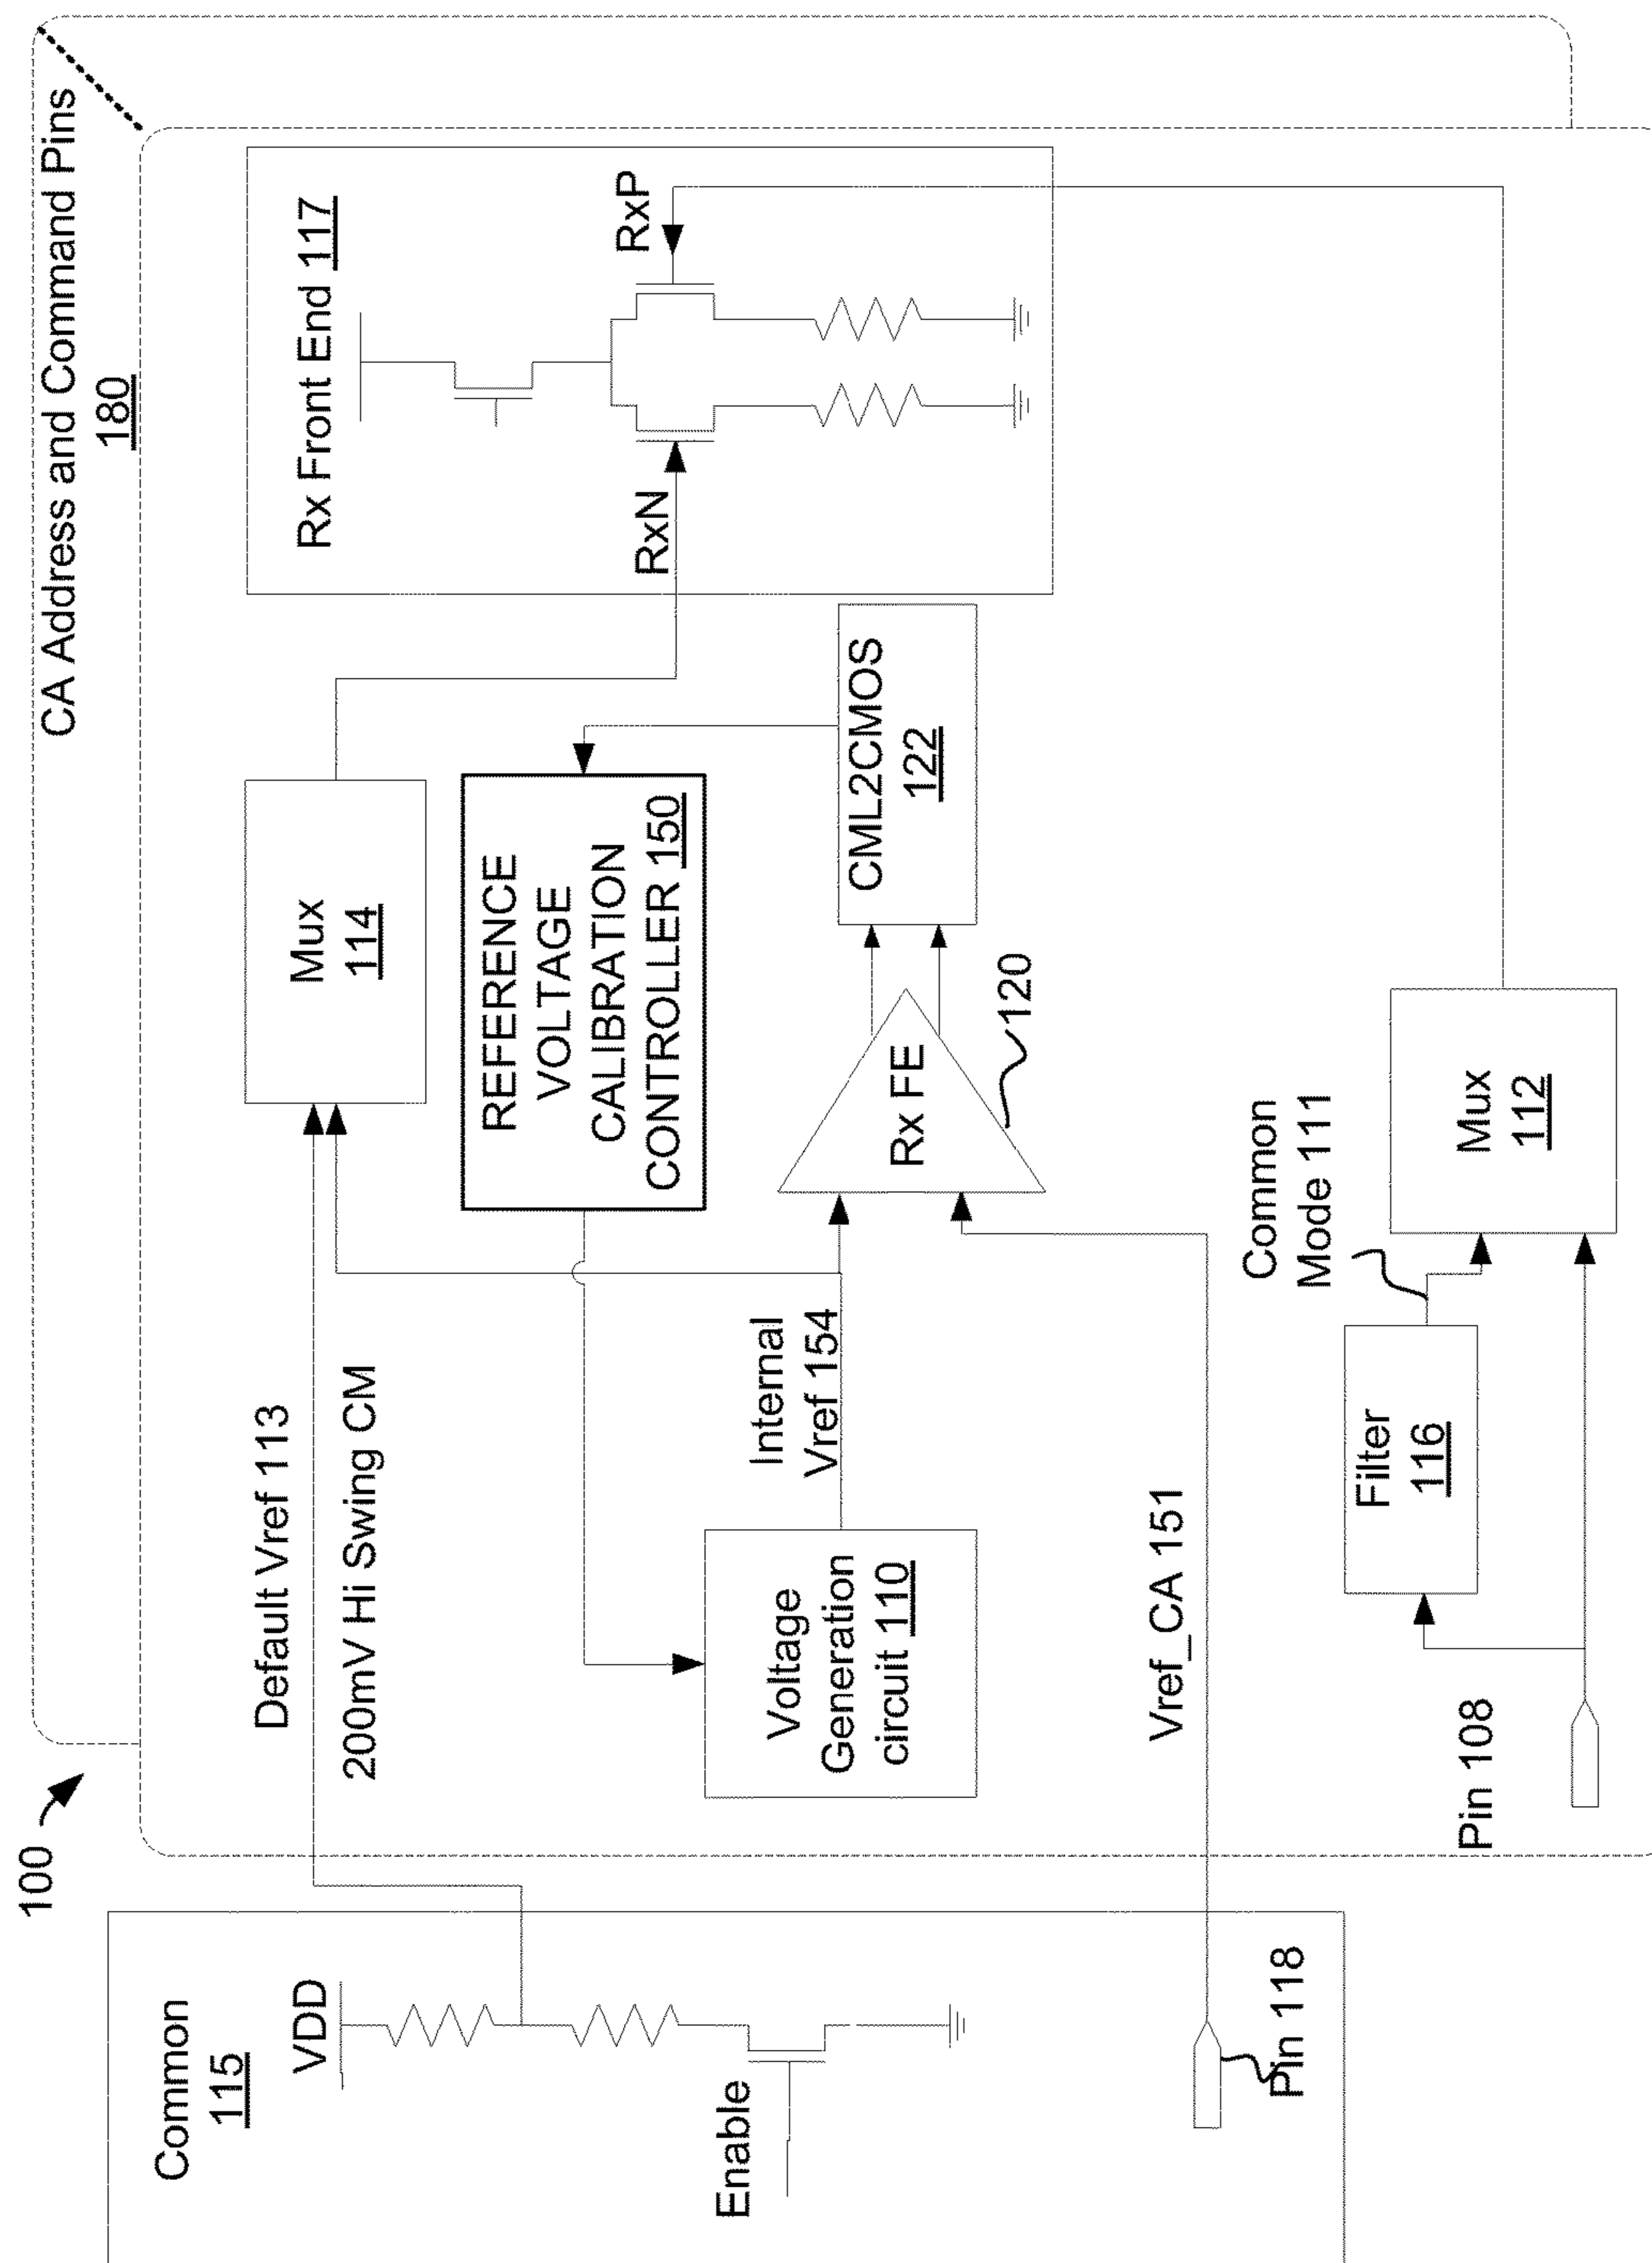 100
CA Address and Command Pins
180
Common
115
VDD
Enable
Pin 118
Default Vref 113
200mV Hi Swing CM
Mux
114
Rx Front End 117
RxN
RxP
REFERENCE
VOLTAGE
CALIBRATION
CONTROLLER 150
Voltage
Generation
circuit 110
Internal
Vref 154
Rx FE
120
CML2CMOS
122
Vref_CA 151
Pin 108
Filter
116
Common
Mode 111
Mux
112